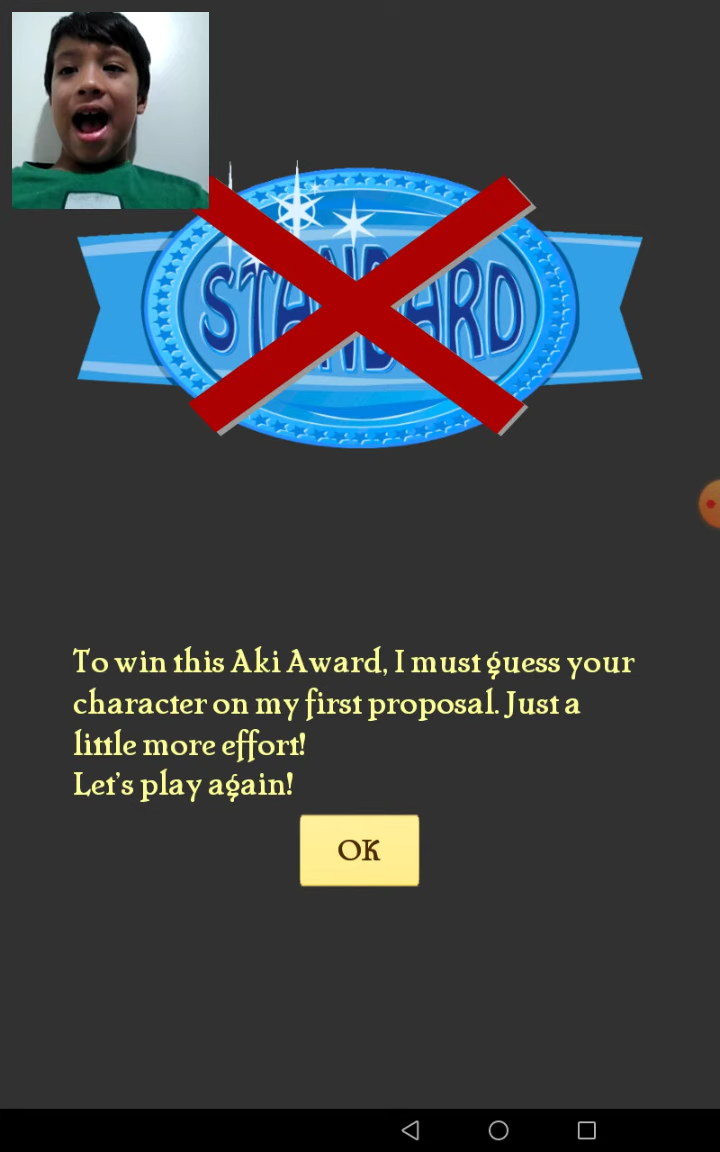 STANDARD
To win this Aki Award, I must guess your
character on my first proposal. Just a
little more effort!
Let's play again!
OK